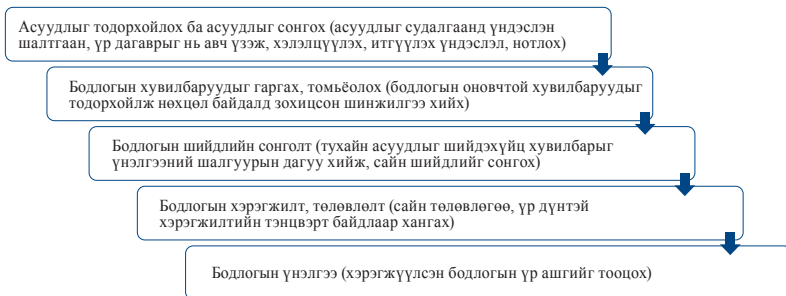 Асуудлыг тодорхойлох ба асуудлыг сонгох (асуудлыг судалгаанд үндэслэн
шалтгаан, үр дагаврыг нь авч үзэж, хэлэлцүүлэх, итгүүлэх үндэслэл, нотлох)
Бодлогын хувилбаруудыг гаргах, томьёолох (бодлогын оновчтой хувилбаруудыг
тодорхойлж нөхцөл байдалд зохицсон шинжилгээ хийх)
Бодлогын шийдлийн сонголт (тухайн асуудлыг шийдэхүйц хувилбарыг
үнэлгээний шалгуурын дагуу хийж, сайн шийдлийг сонгох)
Бодлогын хэрэгжилт, төлөвлөлт (сайн төлөвлөгөө, үр дүнтэй
хэрэгжилтийн тэнцвэрт байдлаар хангах)
Бодлогын үнэлгээ (хэрэгжүүлсэн бодлогын үр ашгийг тооцох)